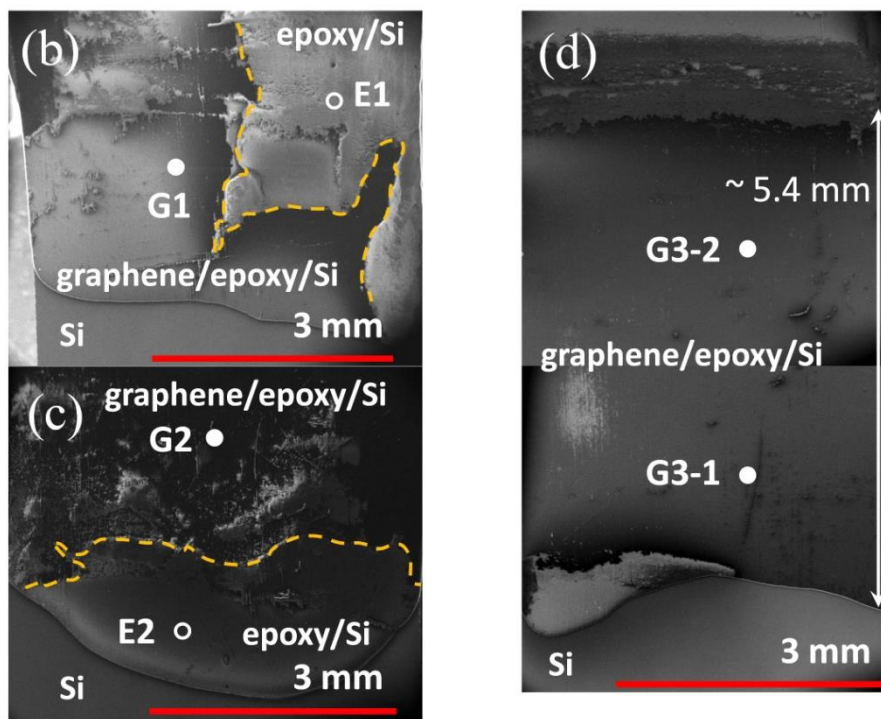 (b)
epoxy/Si
E1
G1
graphene/epoxy/Si
Si
3 mm
(c)
graphene/epoxy/Si
G2
E2
epoxy/Si
Si
3 mm
(d)
~ 5.4 mm
G3-2
graphene/epoxy/Si
G3-1
Si
3 mm